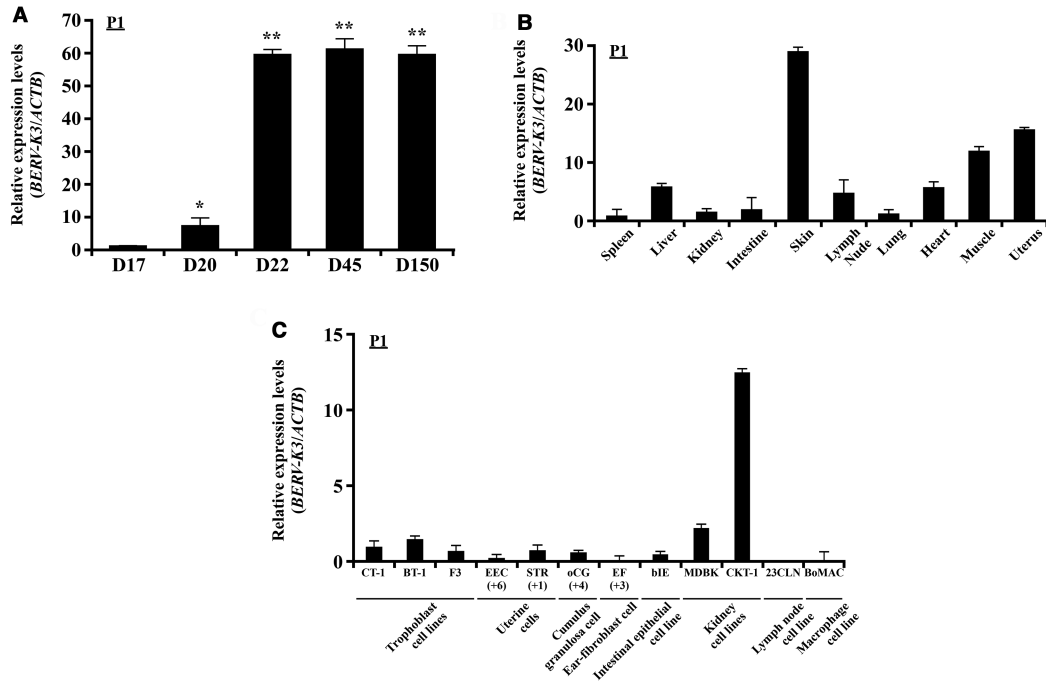 A
P1
Relative expression levels
(BERV-K3/ACTB)
70
60
50
40
30
20
10
0
*
**
**
**
D17 D20 D22 D45 D150
B
P1
Relative expression levels
(BERV-K3/ACTB)
30
20
10
0
Spleen
Liver
Kidney
Intestine
Skin
Lymph
Nude
Lung
Heart
Muscle
Uterus
C
P1
Relative expression levels
(BERV-K3/ACTB)
15
10
5
0
CT-1 BT-1 F3 EEC STR oCG EF bIE MDBK CKT-1 23CLN BoMAC
(+6) (+1) (+4) (+3)
Trophoblast
cell lines
Uterine
cells
Cumulus
granulosa cell
Ear-fibroblast cell
Intestinal epithelial
cell line
Kidney
cell lines
Lymph node
cell line
Macrophage
cell line